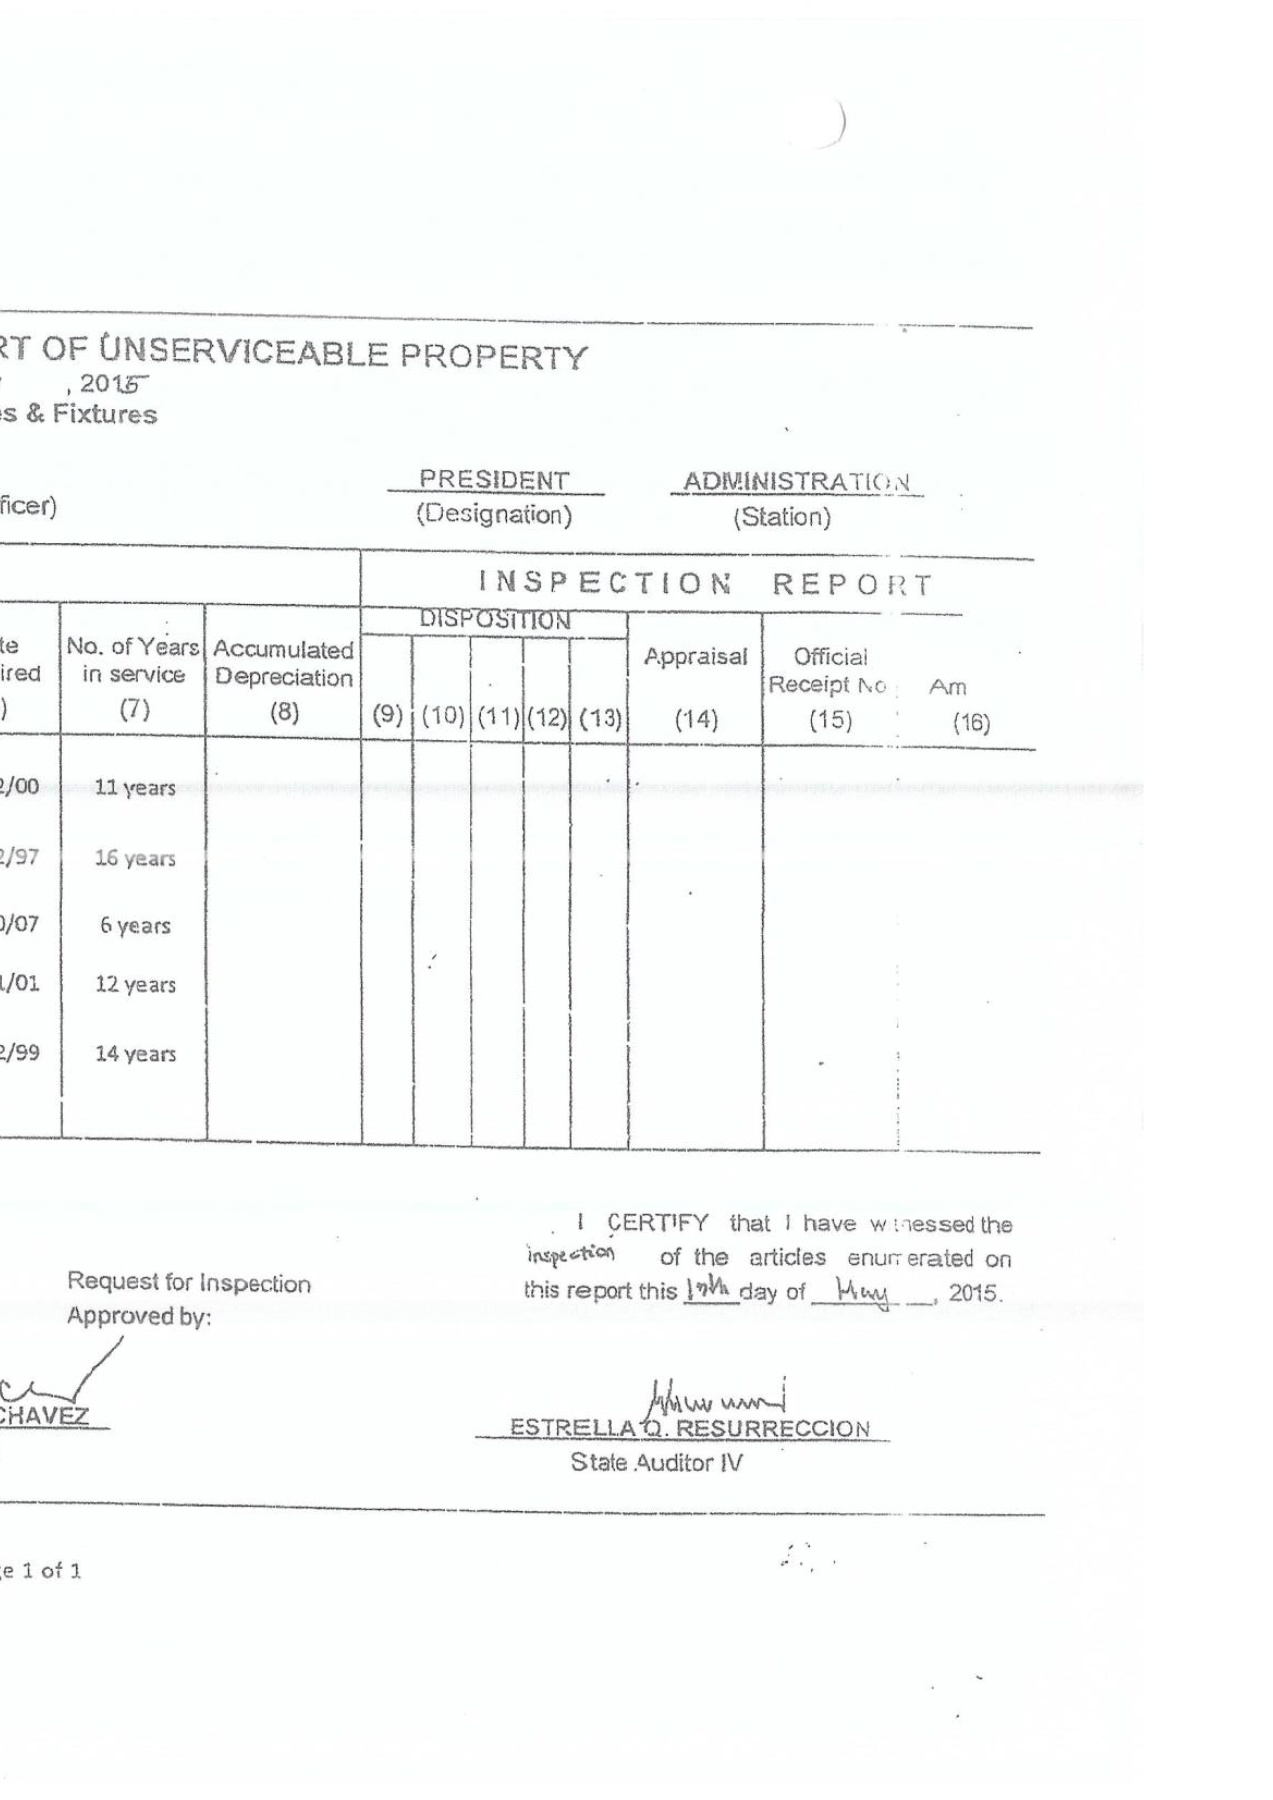 RT OF UNSERVICEABLE PROPERTY
, 2015
es & Fixtures
PRESIDENT ADMINISTRATION
ficer) (Designation) (Station)
INSPECTION REPORT
DISPOSITION
te No. of Years Accumulated Appraisal Official
ired in service Depreciation Receipt No Am
) (7) (8) (9) (10) (11) (12) (13) (14) (15) (16)
2/00 11 years
2/97 16 years
0/07 6 years
1/01 12 years
2/99 14 years
I CERTIFY that I have witnessed the
inspection of the articles enumerated on
this report this day of May, 2015.
Request for Inspection
Approved by:
CHAVEZ
ESTRELLA Q. RESURRECCION
State Auditor IV
ge 1 of 1